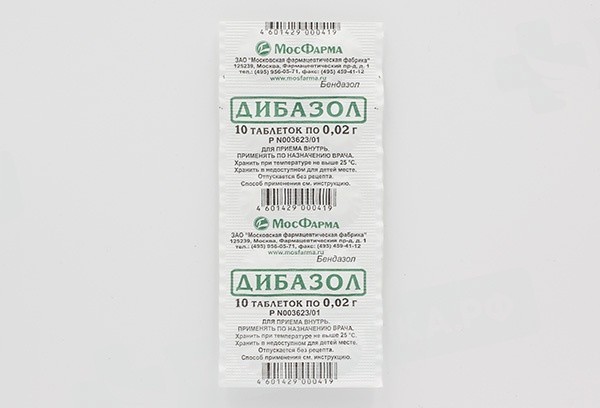 4 601429 000419
МосФарма
ЗАО "Московская фармацевтическая фабрика"
125239, Москва, Фармацевтический пр-д, д. 1
тел.: (495) 956-05-71, факс: (495) 459-41-12
www.mosfarma.ru
Бендазол
ДИБАЗОЛ
10 ТАБЛЕТОК ПО 0,02 г
Р N003623/01
ДЛЯ ПРИЕМА ВНУТРЬ.
ПРИМЕНЯТЬ ПО НАЗНАЧЕНИЮ ВРАЧА.
Хранить при температуре не выше 25 °С.
Хранить в недоступном для детей месте.
Отпускается без рецепта.
Способ применения см. инструкцию.
4 601429 000419
МосФарма
ЗАО "Московская фармацевтическая фабрика"
125239, Москва, Фармацевтический пр-д, д. 1
тел.: (495) 956-05-71, факс: (495) 459-41-12
www.mosfarma.ru
Бендазол
ДИБАЗОЛ
10 ТАБЛЕТОК ПО 0,02 г
Р N003623/01
ДЛЯ ПРИЕМА ВНУТРЬ.
ПРИМЕНЯТЬ ПО НАЗНАЧЕНИЮ ВРАЧА.
Хранить при температуре не выше 25 °С.
Хранить в недоступном для детей месте.
Отпускается без рецепта.
Способ применения см. инструкцию.
4 601429 000419